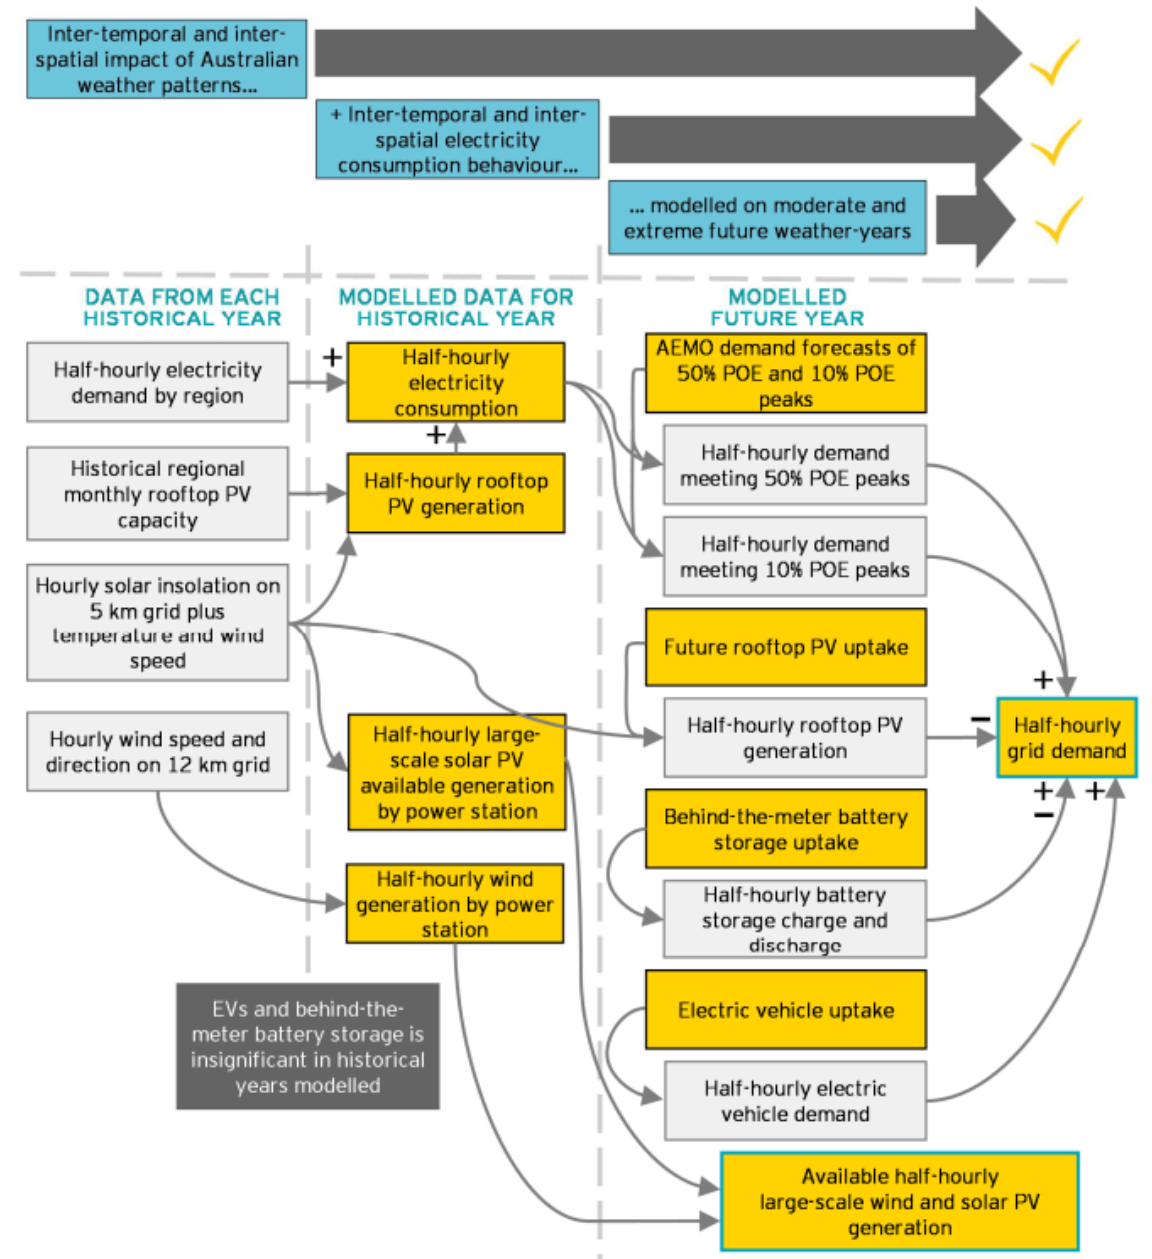 Inter-temporal and inter-
spatial impact of Australian
weather patterns...
+ Inter-temporal and inter-
spatial electricity
consumption behaviour...
... modelled on moderate and
extreme future weather-years
DATA FROM EACH
HISTORICAL YEAR
MODELLED DATA FOR
HISTORICAL YEAR
MODELLED
FUTURE YEAR
Half-hourly electricity
demand by region
+
Half-hourly
electricity
consumption
+
AEMO demand forecasts of
50% POE and 10% POE
peaks
Historical regional
monthly rooftop PV
capacity
Half-hourly rooftop
PV generation
Half-hourly demand
meeting 50% POE peaks
Half-hourly demand
meeting 10% POE peaks
Hourly solar insolation on
5 km grid plus
temperature and wind
speed
Future rooftop PV uptake
Hourly wind speed and
direction on 12 km grid
Half-hourly large-
scale solar PV
available generation
by power station
Half-hourly rooftop PV
generation
+
−
Half-hourly
grid demand
+
−
+
Behind-the-meter battery
storage uptake
Half-hourly wind
generation by power
station
Half-hourly battery
storage charge and
discharge
EVs and behind-the-
meter battery storage is
insignificant in historical
years modelled
Electric vehicle uptake
Half-hourly electric
vehicle demand
Available half-hourly
large-scale wind and solar PV
generation